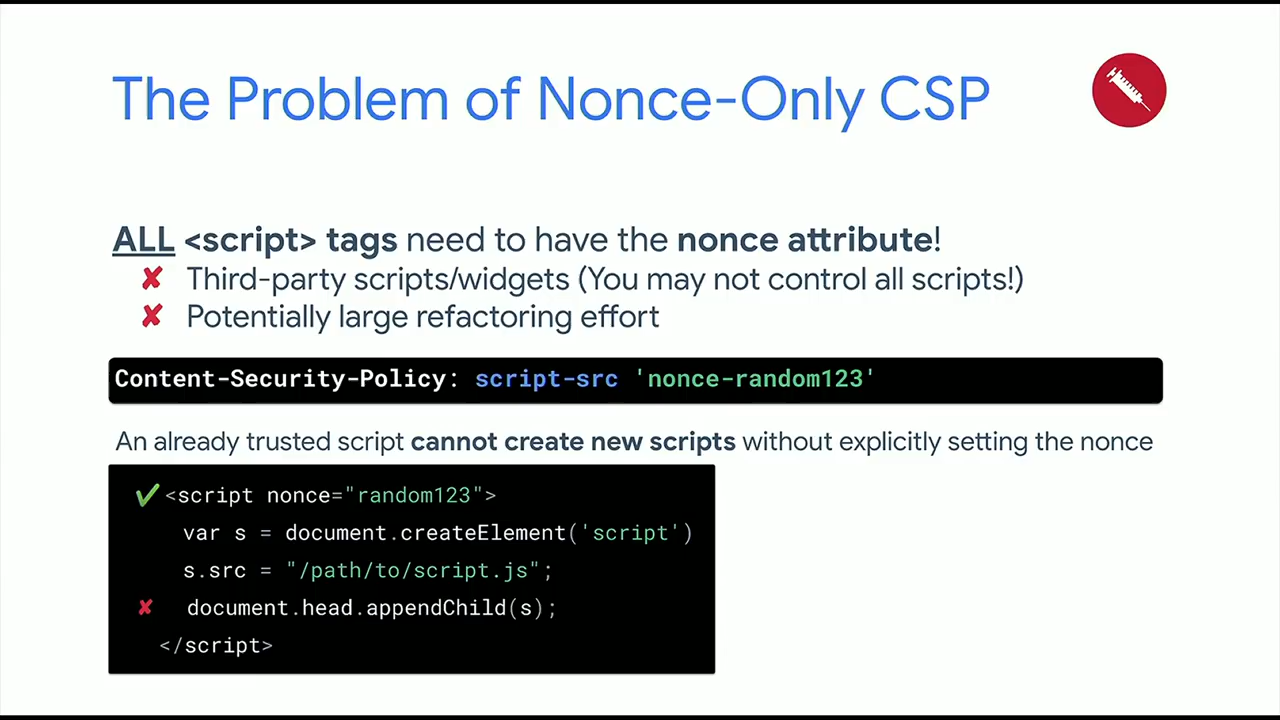 The Problem of Nonce-Only CSP
ALL <script> tags need to have the nonce attribute!
✘ Third-party scripts/widgets (You may not control all scripts!)
✘ Potentially large refactoring effort
Content-Security-Policy: script-src 'nonce-random123'
An already trusted script cannot create new scripts without explicitly setting the nonce
✔<script nonce="random123">
var s = document.createElement('script')
s.src = "/path/to/script.js";
✘ document.head.appendChild(s);
</script>